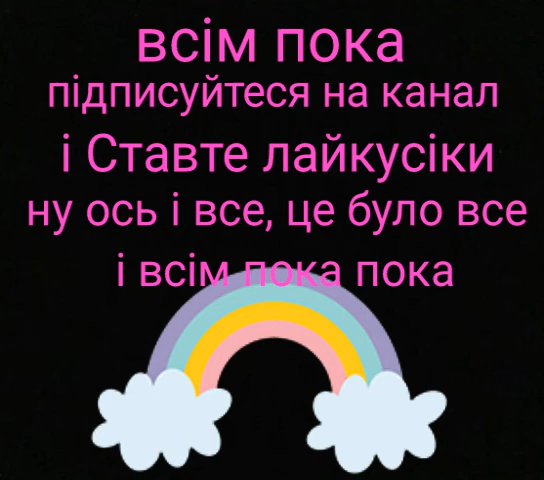 всім пока
підписуйтеся на канал
і Ставте лайкусіки
ну ось і все, це було все
і всім пока пока